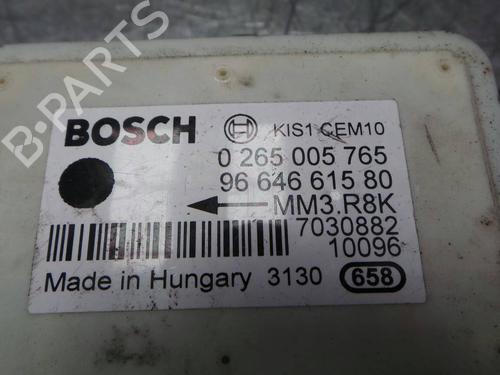 B-PARTS
BOSCH KIS1 CEM10
0 265 005 765
96 646 615 80
MM3.R8K
7030882
10096
Made in Hungary 3130 658